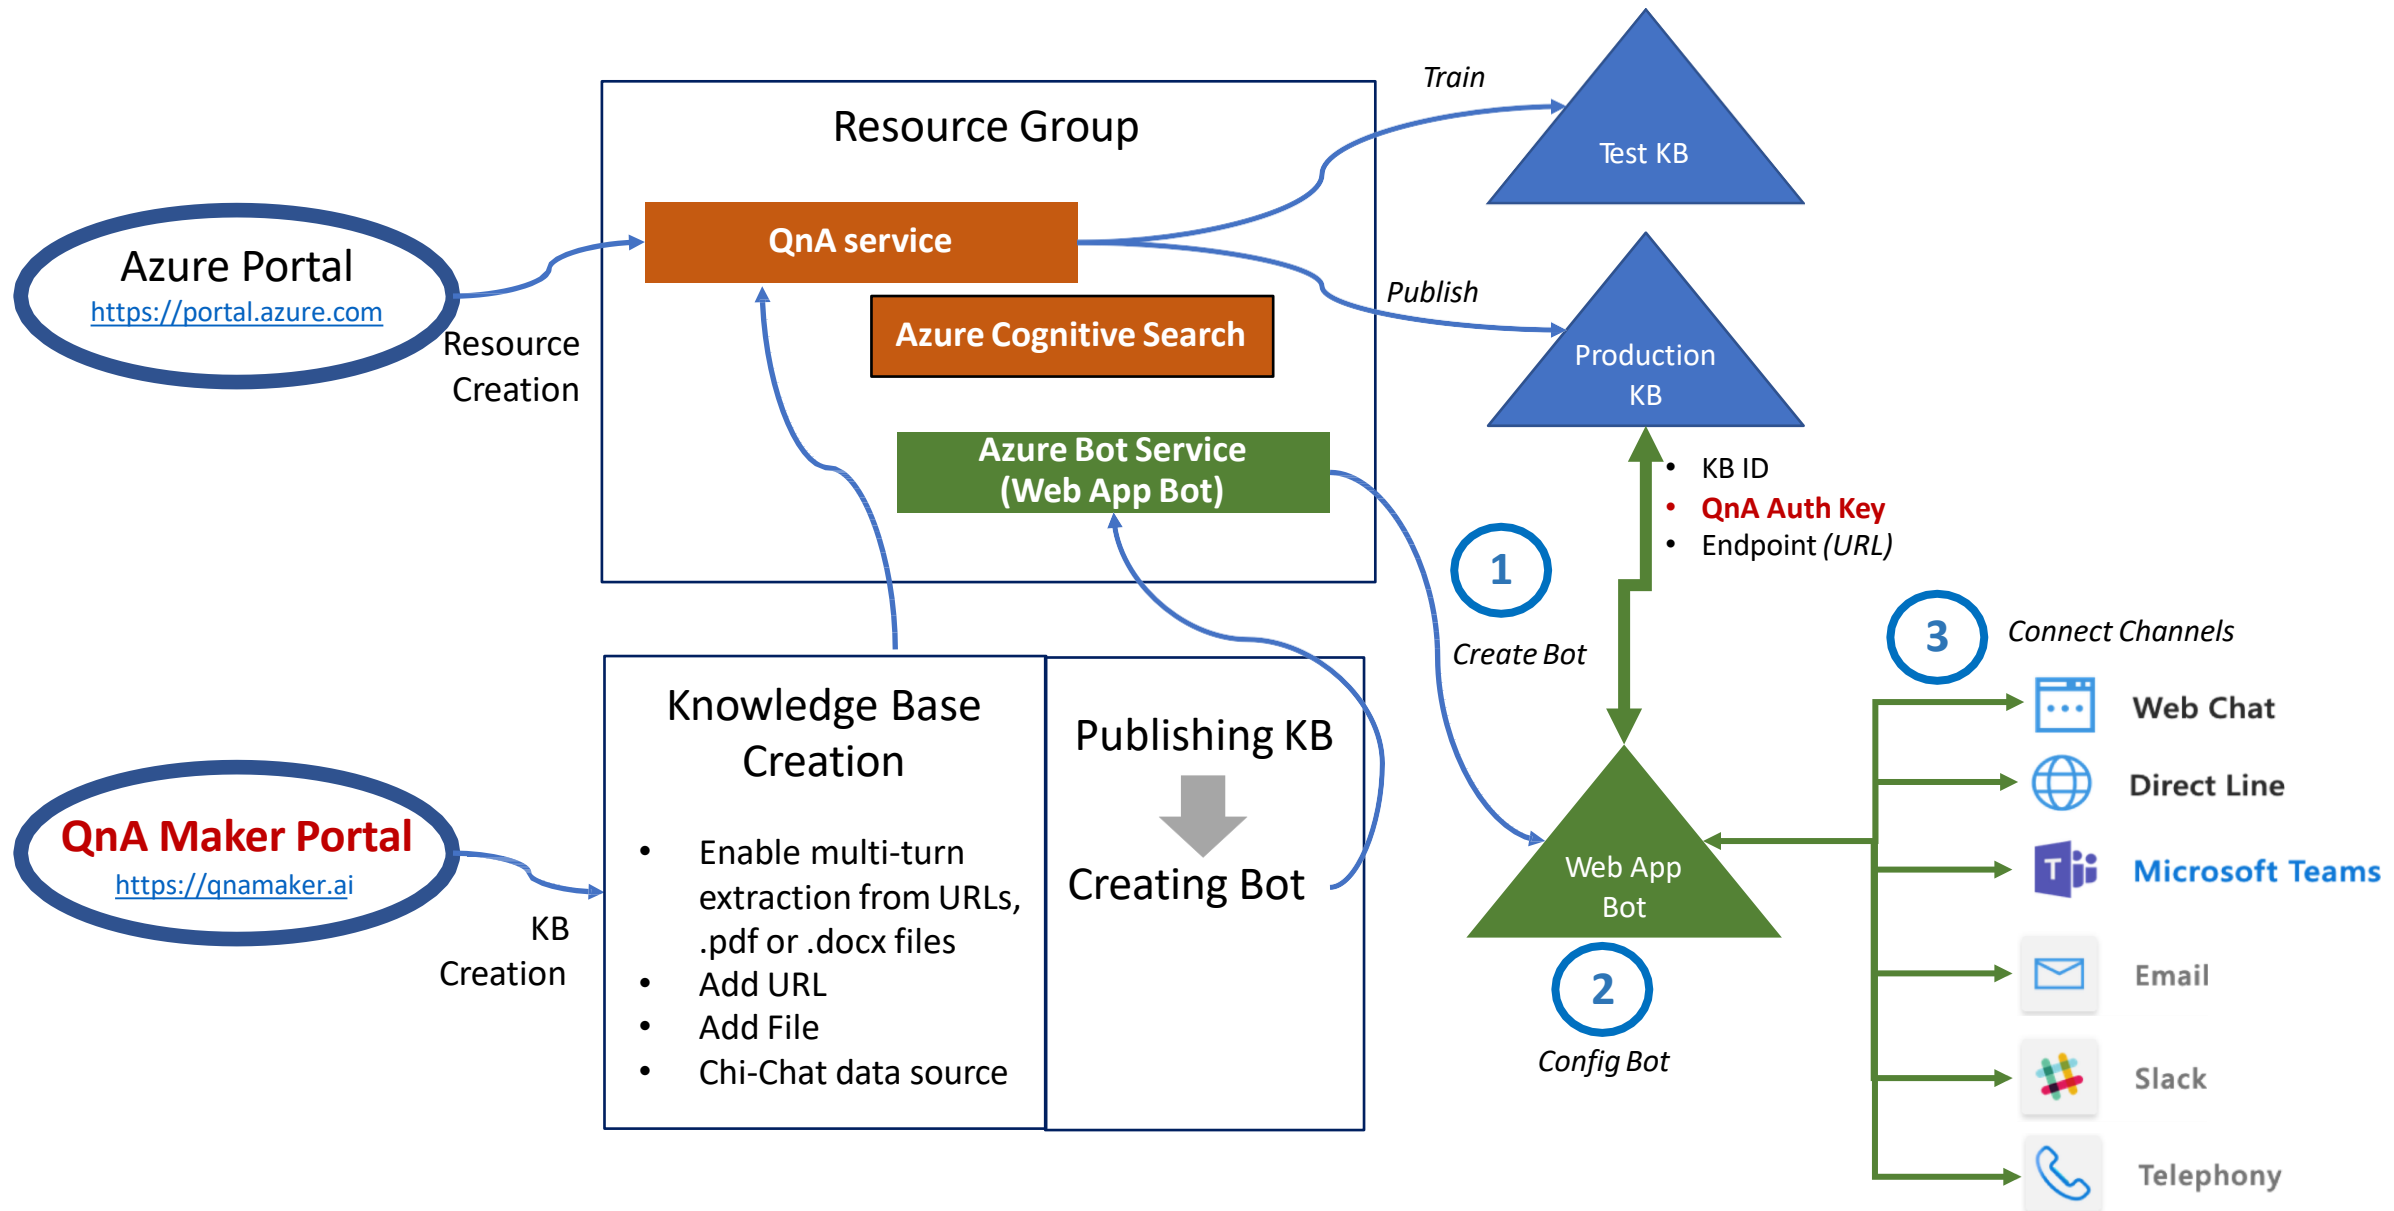 Train
Resource Group
Test KB
QnA service
Azure Portal
https://portal.azure.com
Publish
Azure Cognitive Search
Resource
Creation
Production
KB
Azure Bot Service
(Web App Bot)
• KB ID
• QnA Auth Key
• Endpoint (URL)
1
Create Bot
3
Connect Channels
Knowledge Base
Creation
Publishing KB
Creating Bot
Web Chat
Direct Line
Microsoft Teams
Email
Slack
Telephony
QnA Maker Portal
https://qnamaker.ai
KB
Creation
• Enable multi-turn
extraction from URLs,
.pdf or .docx files
• Add URL
• Add File
• Chi-Chat data source
Web App
Bot
2
Config Bot